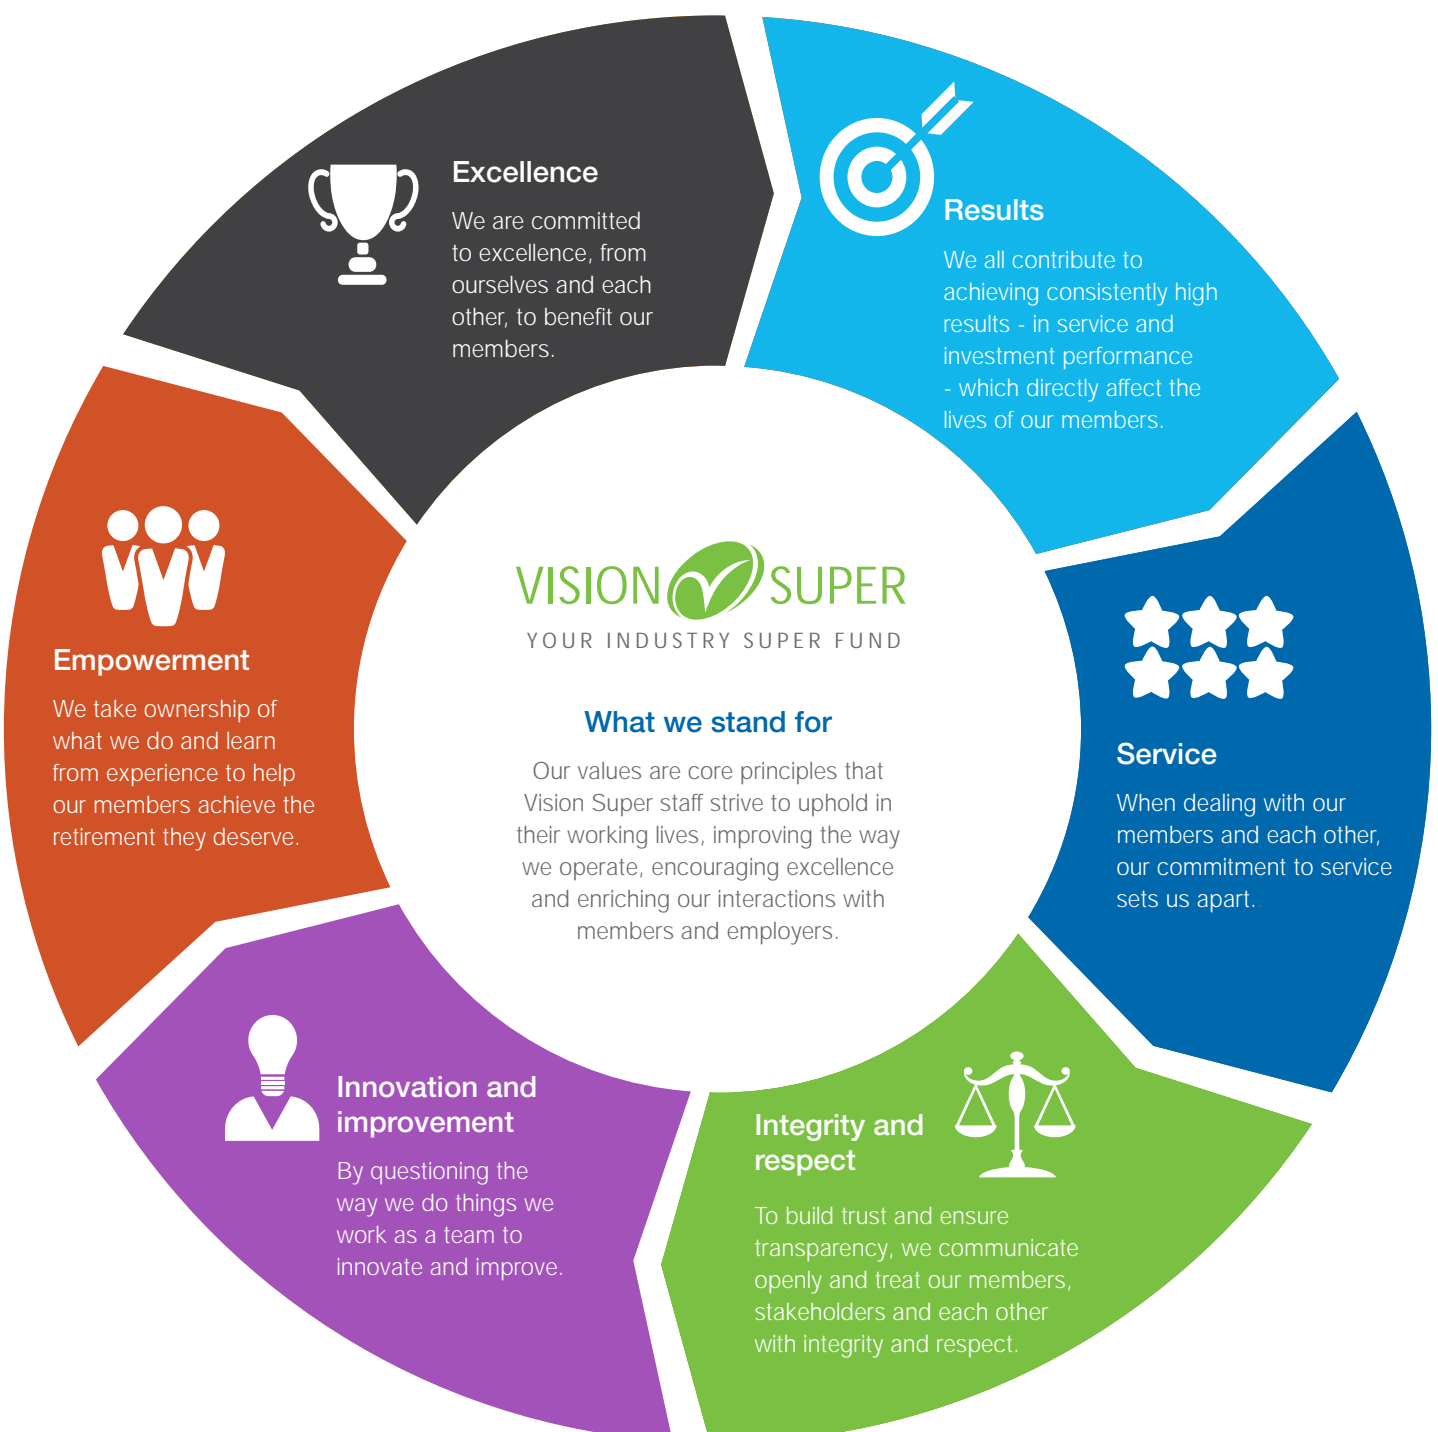 Excellence
We are committed
to excellence, from
ourselves and each
other, to benefit our
members.
Results
We all contribute to
achieving consistently high
results - in service and
investment performance
- which directly affect the
lives of our members.
Service
When dealing with our
members and each other,
our commitment to service
sets us apart.
Integrity and
respect
To build trust and ensure
transparency, we communicate
openly and treat our members,
stakeholders and each other
with integrity and respect.
Innovation and
improvement
By questioning the
way we do things we
work as a team to
innovate and improve.
Empowerment
We take ownership of
what we do and learn
from experience to help
our members achieve the
retirement they deserve.
VISION SUPER
YOUR INDUSTRY SUPER FUND
What we stand for
Our values are core principles that
Vision Super staff strive to uphold in
their working lives, improving the way
we operate, encouraging excellence
and enriching our interactions with
members and employers.